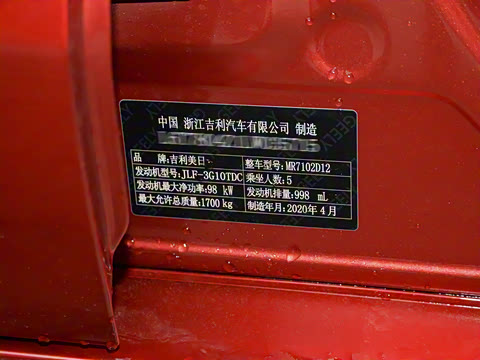 中国 浙江吉利汽车有限公司 制造
品 牌:吉利美日 整车型号:MR7102D12
发动机型号:JLF-3G10TDC 乘坐人数:5
发动机最大净功率:98 kW 发动机排量:998 mL
最大允许总质量:1700 kg 制造年月:2020年4月